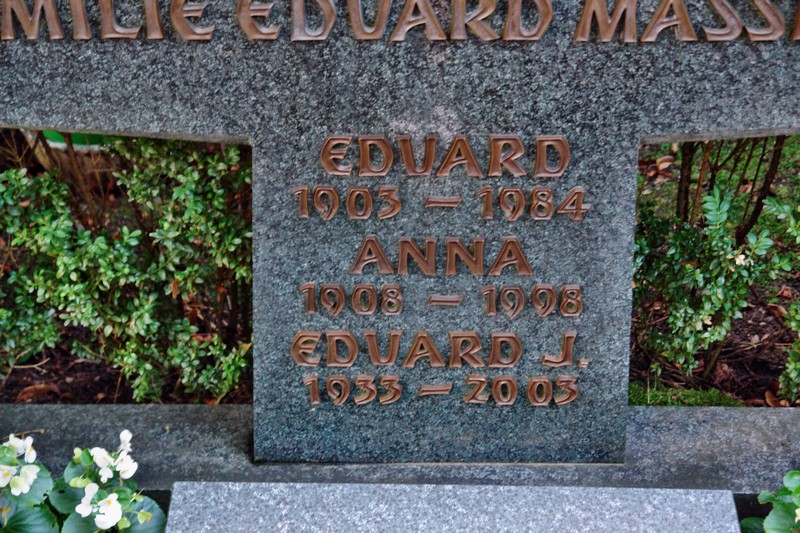 EDUARD
EDUARD
1903 – 1984
ANNA
1908 – 1998
EDUARD J.
1933 – 2003